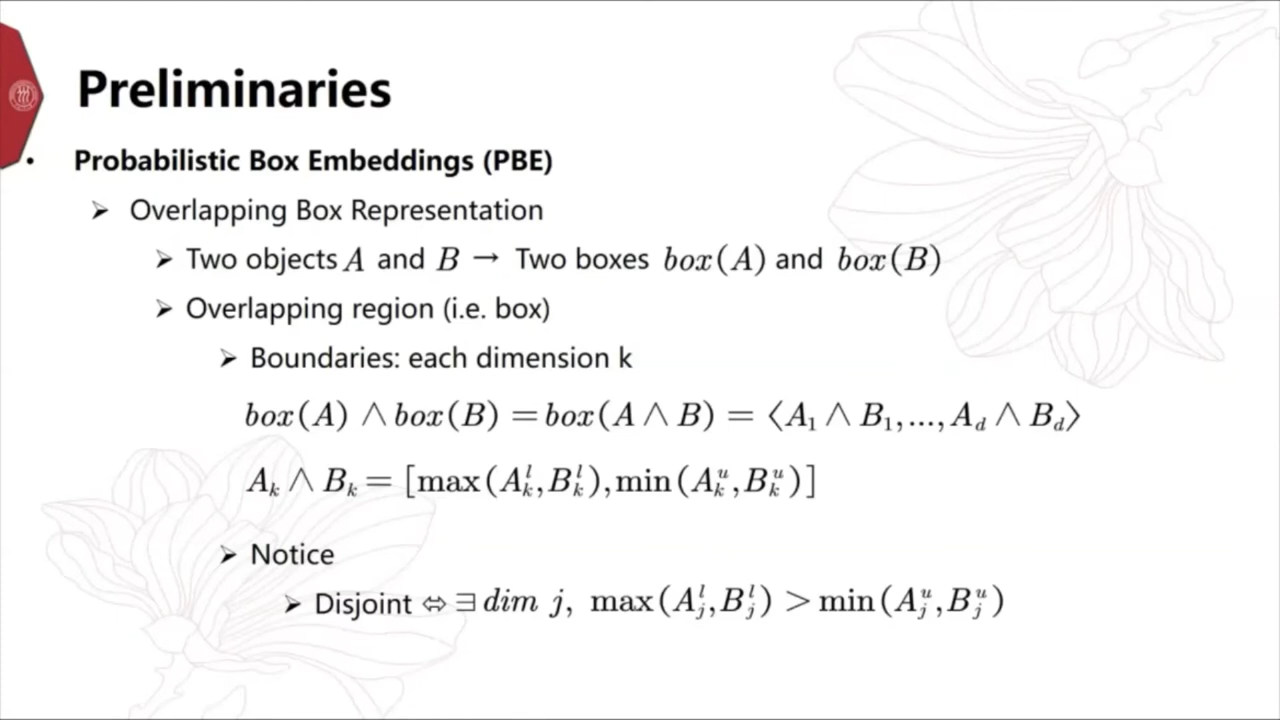 Preliminaries
• Probabilistic Box Embeddings (PBE)
➢ Overlapping Box Representation
➢ Two objects A and B → Two boxes box(A) and box(B)
➢ Overlapping region (i.e. box)
➢ Boundaries: each dimension k
box(A) ∧ box(B) = box(A ∧ B) = ⟨A_1 ∧ B_1, ..., A_d ∧ B_d⟩
A_k ∧ B_k = [max(A_k^l, B_k^l), min(A_k^u, B_k^u)]
➢ Notice
➢ Disjoint ⇔ ∃ dim j, max(A_j^l, B_j^l) > min(A_j^u, B_j^u)